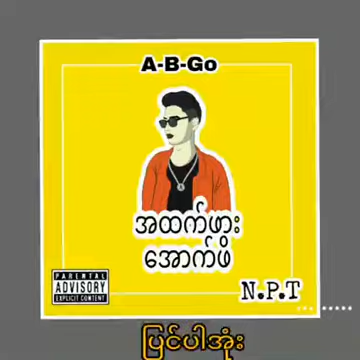 A-B-Go
အထက်ဖား
အောက်ဖိ
PARENTAL
ADVISORY
EXPLICIT CONTENT
N.P.T
ပြင်ပါအုံး